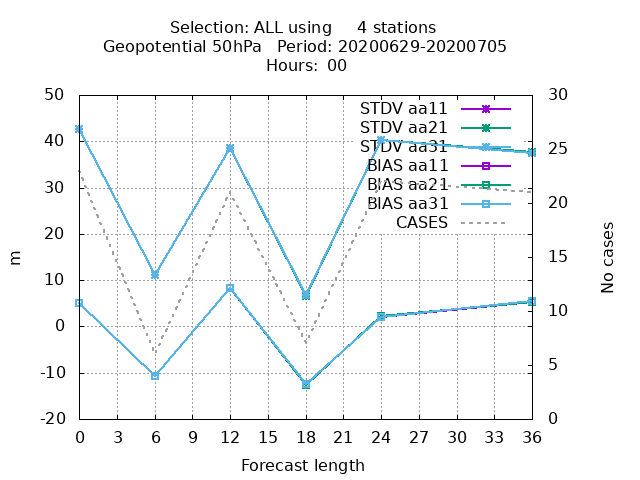 Selection: ALL using     4 stations
Geopotential 50hPa   Period: 20200629-20200705
Hours: 00
50
40
30
20
10
0
-10
-20
m
30
25
20
15
10
5
0
No cases
STDV aa11
STDV aa21
STDV aa31
BIAS aa11
BIAS aa21
BIAS aa31
CASES
0 3 6 9 12 15 18 21 24 27 30 33 36
Forecast length